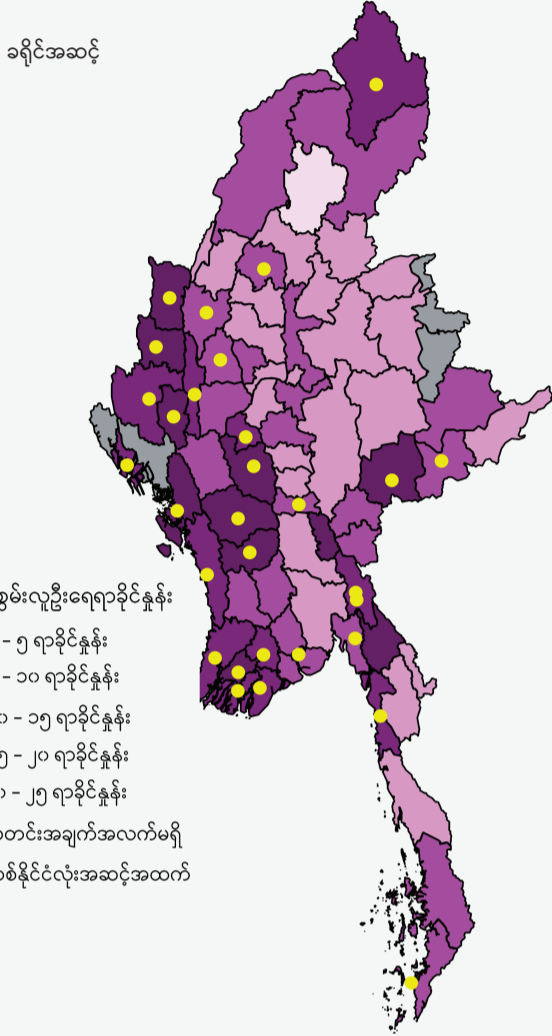 ခရိုင်အဆင့်
စွမ်းလူဦးရေရာခိုင်နှုန်း
– ၅ ရာခိုင်နှုန်း
– ၁၀ ရာခိုင်နှုန်း
– ၁၅ ရာခိုင်နှုန်း
– ၂၀ ရာခိုင်နှုန်း
– ၂၅ ရာခိုင်နှုန်း
အချက်အလက်မရှိ
နိုင်ငံလုံးအဆင့်အထက်